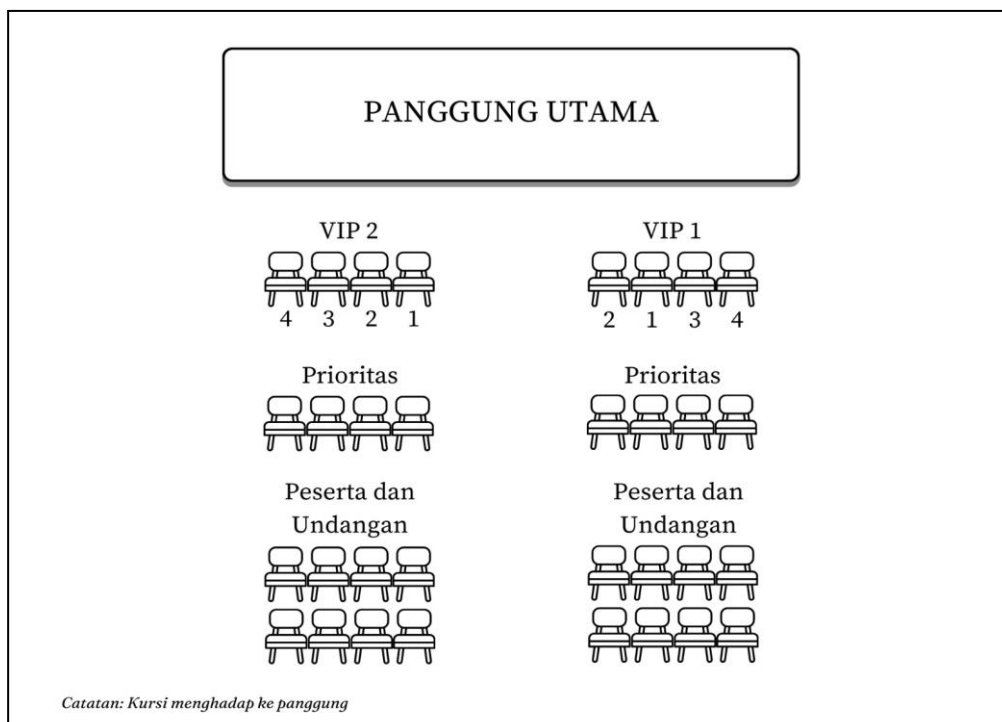 PANGGUNG UTAMA
VIP 2
VIP 1
4 3 2 1
2 1 3 4
Prioritas
Prioritas
Peserta dan
Undangan
Peserta dan
Undangan
Catatan: Kursi menghadap ke panggung